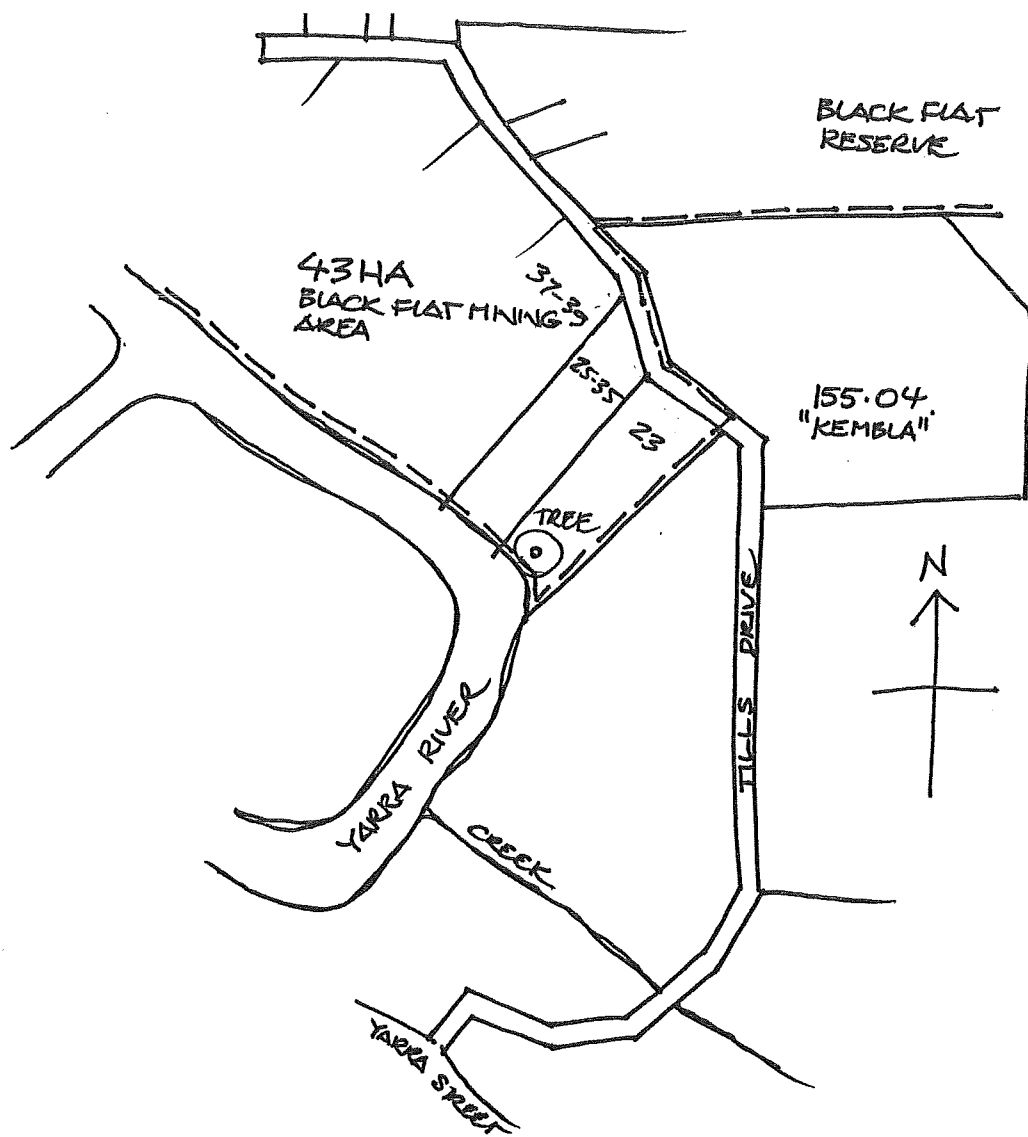 BLACK FLAT
RESERVE
43HA
BLACK FLAT MINING
AREA
37-39
25-35
23
155.04
"KEMBLA"
TREE
N
TILLS DRIVE
YARRA RIVER
CREEK
YARRA STREET